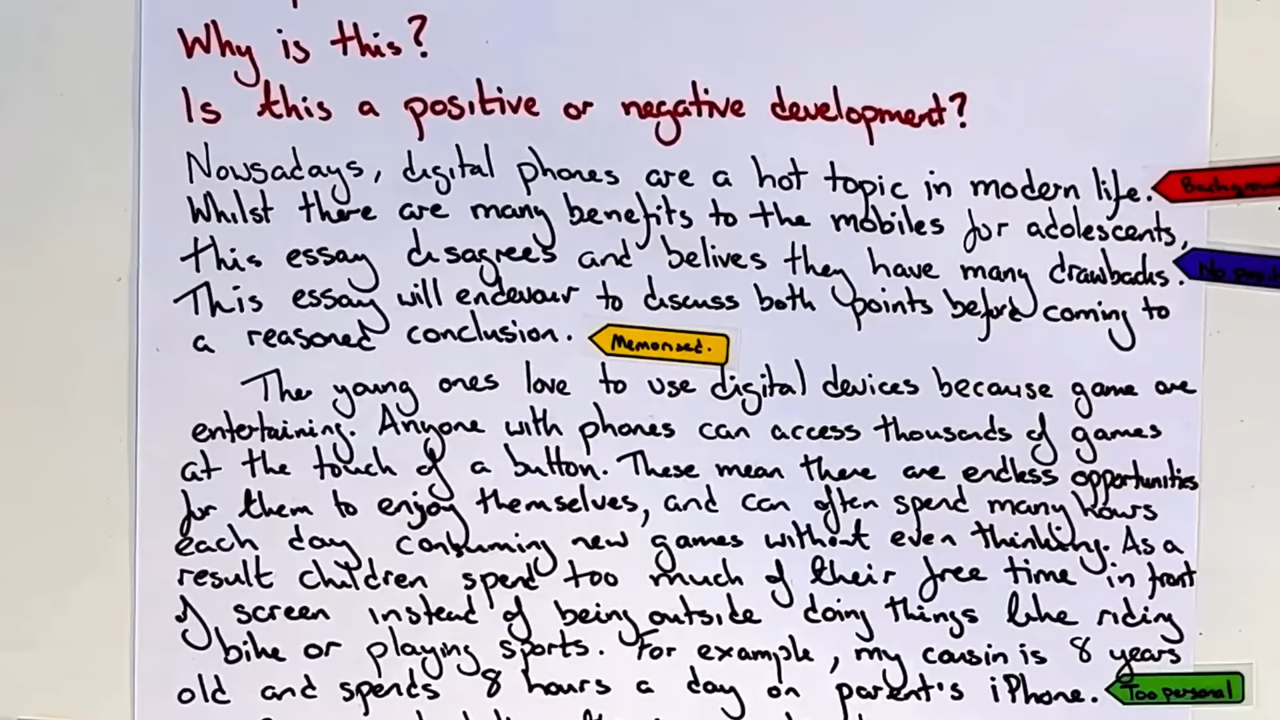 Why is this?
Is this a positive or negative development?
Nowsadays, digital phones are a hot topic in modern life.
Whilst there are many benefits to the mobiles for adolescents,
this essay disagrees and belives they have many drawbacks.
This essay will endevour to discuss both points before coming to
a reasoned conclusion.
Memorised.
The young ones love to use digital devices because game are
entertaining. Anyone with phones can access thousands of games
at the touch of a button. These mean there are endless opportunities
for them to enjoy themselves, and can often spend many hours
each day consuming new games without even thinking. As a
result children spend too much of their free time in front
of screen instead of being outside doing things like riding
bike or playing sports. For example, my cousin is 8 years
old and spends 8 hours a day on parent's iPhone.
Too personal